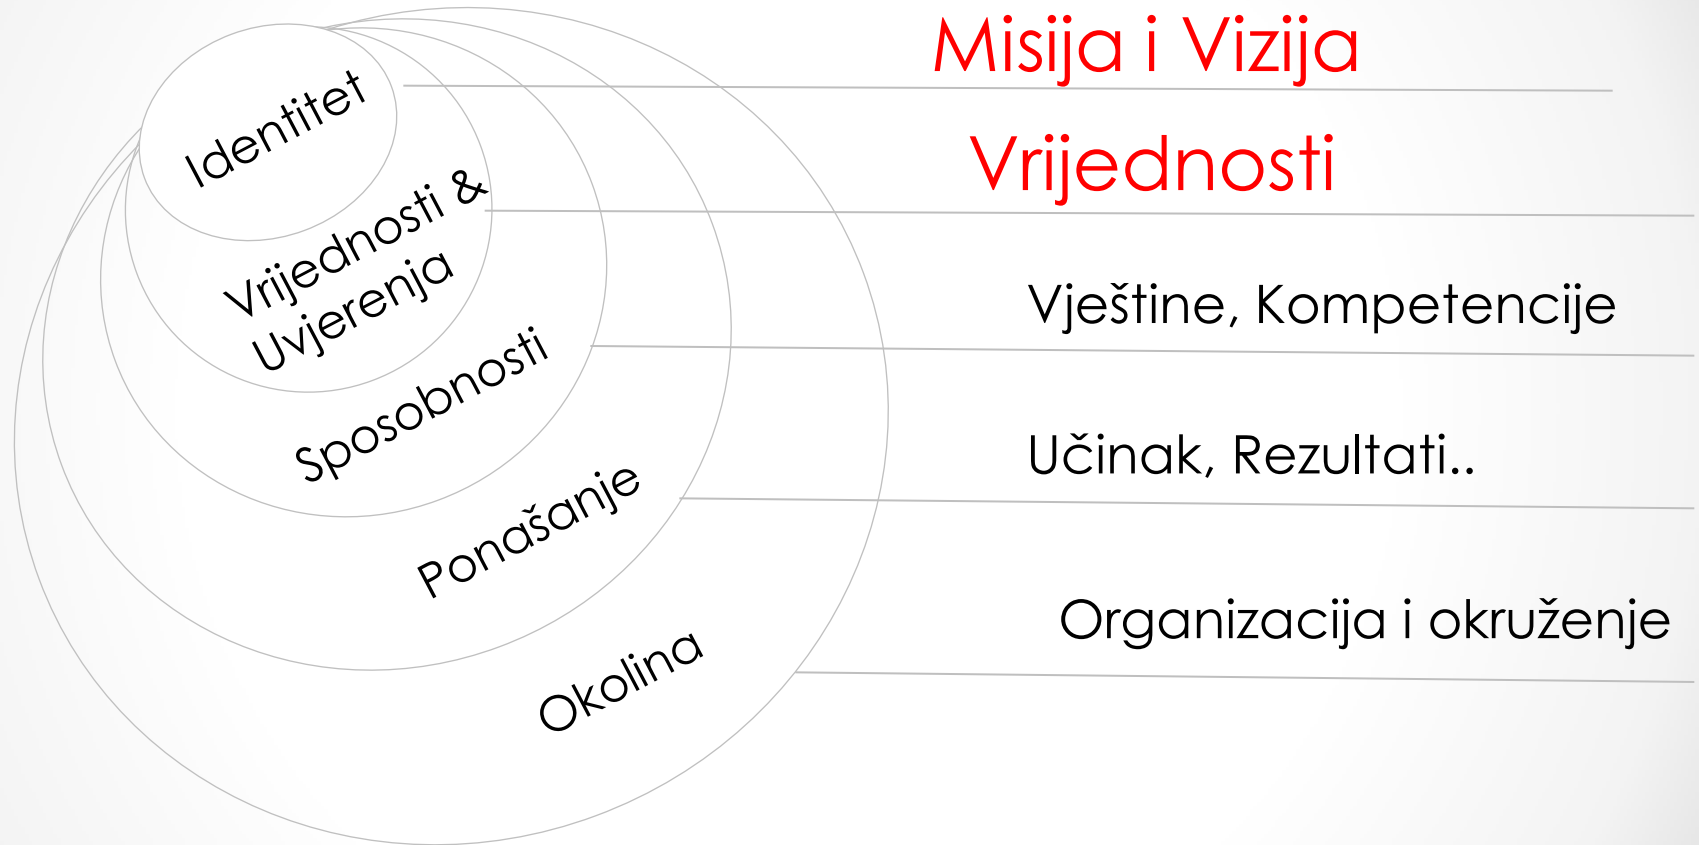 Misija i Vizija
Identitet
Vrijednosti
Vrijednosti &
Uvjerenja
Vještine, Kompetencije
Sposobnosti
Učinak, Rezultati..
Ponašanje
Organizacija i okruženje
Okolina